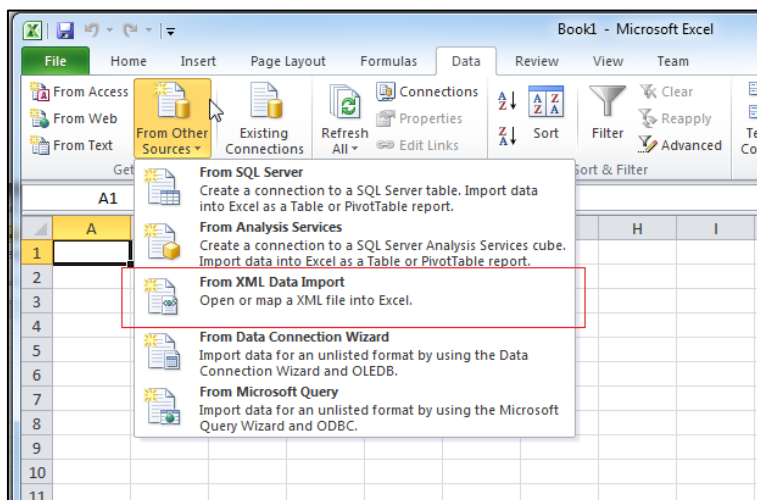 Book1 - Microsoft Excel
File Home Insert Page Layout Formulas Data Review View Team
From Access
From Web
From Text
From Other
Sources
Existing
Connections
Refresh
All
Connections
Properties
Edit Links
A
Z
Z
A
A Z
Z A
Sort
Filter
Clear
Reapply
Advanced
Te
Co
Get
Sort & Filter
A1
From SQL Server
Create a connection to a SQL Server table. Import data
into Excel as a Table or PivotTable report.
From Analysis Services
Create a connection to a SQL Server Analysis Services cube.
Import data into Excel as a Table or PivotTable report.
From XML Data Import
Open or map a XML file into Excel.
From Data Connection Wizard
Import data for an unlisted format by using the Data
Connection Wizard and OLEDB.
From Microsoft Query
Import data for an unlisted format by using the Microsoft
Query Wizard and ODBC.
A H I
1
2
3
4
5
6
7
8
9
10
11